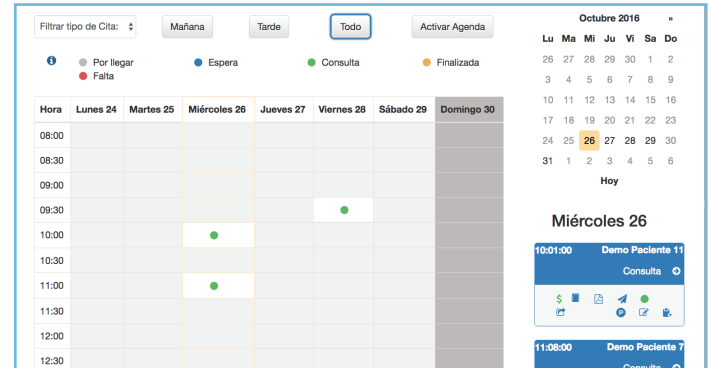 Filtrar tipo de Cita:
Mañana
Tarde
Todo
Activar Agenda
Por llegar
Espera
Consulta
Finalizada
Falta
Hora Lunes 24 Martes 25 Miércoles 26 Jueves 27 Viernes 28 Sábado 29 Domingo 30
08:00
08:30
09:00
09:30
10:00
10:30
11:00
11:30
12:00
12:30
Octubre 2016 »
Lu Ma Mi Ju Vi Sa Do
26 27 28 29 30 1 2
3 4 5 6 7 8 9
10 11 12 13 14 15 16
17 18 19 20 21 22 23
24 25 26 27 28 29 30
31 1 2 3 4 5 6
Hoy
Miércoles 26
10:01:00 Demo Paciente 11
Consulta
$
P
11:08:00 Demo Paciente 7
Consulta